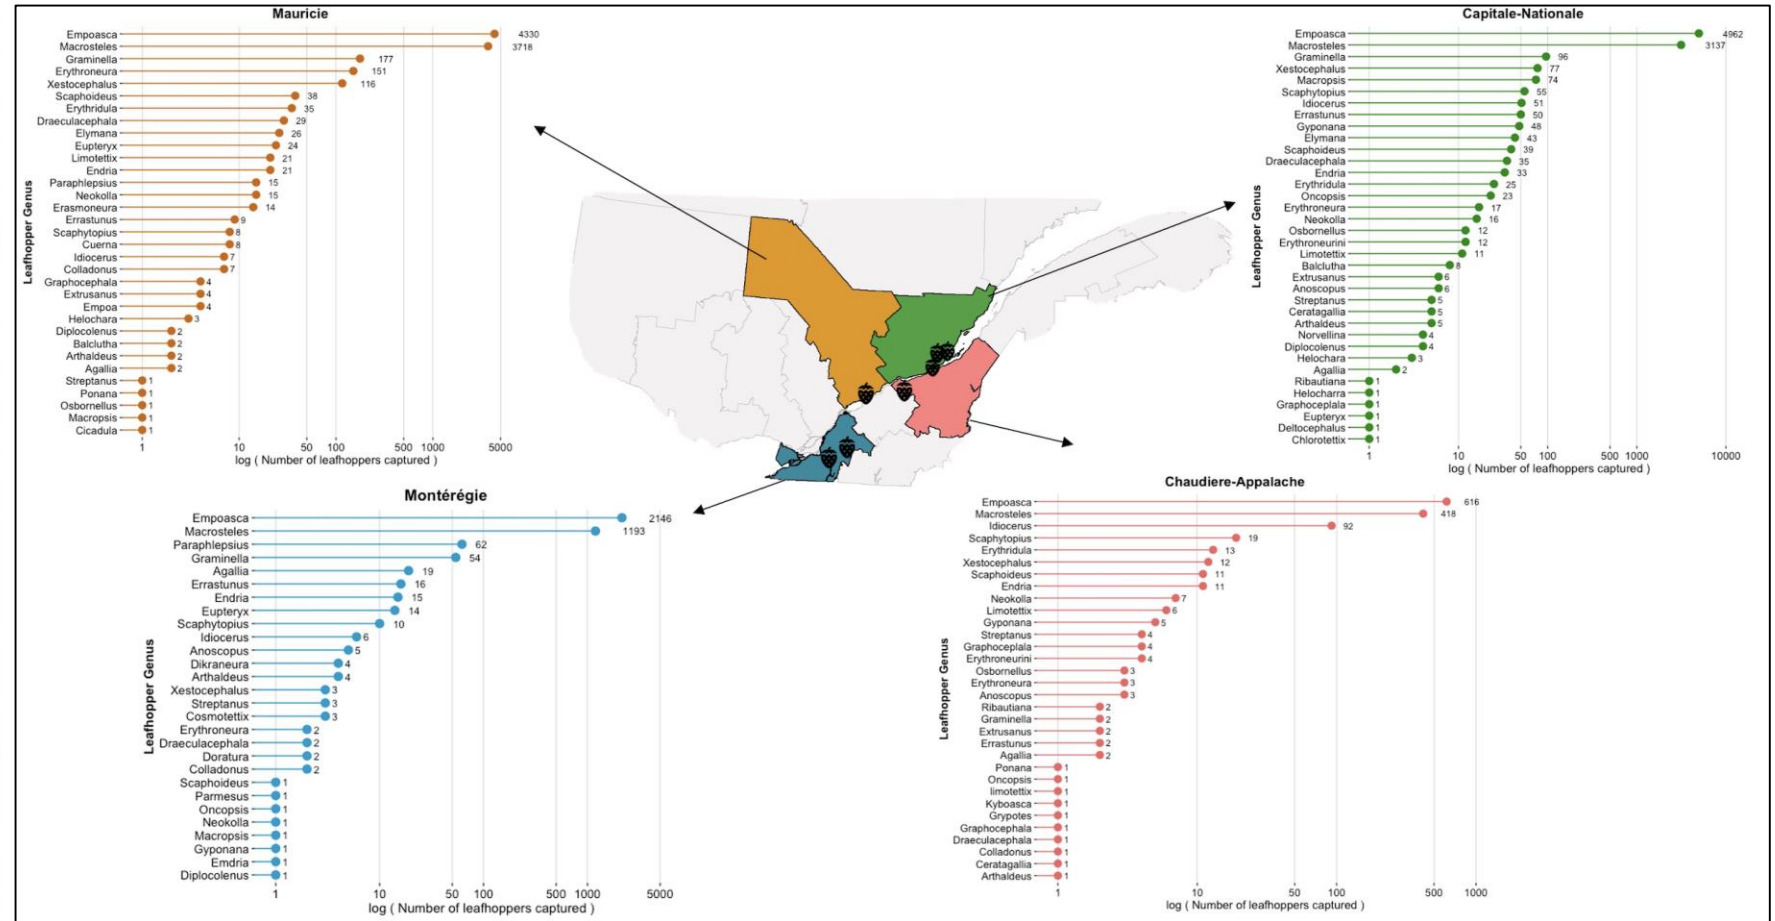 Mauricie
Leafhopper Genus
Empoasca 4330
Macrosteles 3718
Graminella 177
Erythroneura 151
Xestocephalus 116
Scaphoideus 38
Erythridula 35
Draeculacephala 29
Elymana 26
Eupteryx 24
Limotettix 21
Endria 21
Paraphlepsius 15
Neokolla 15
Erasmoneura 14
Errastunus 9
Scaphytopius 8
Cuerna 8
Idiocerus 7
Colladonus 7
Graphocephala 4
Extrusanus 4
Empoa 4
Helochara 3
Diplocolenus 2
Balclutha 2
Arthaldeus 2
Agallia 2
Streptanus 1
Ponana 1
Osbornellus 1
Macropsis 1
Cicadula 1
1 10 50 100 500 1000 5000
log ( Number of leafhoppers captured )
Capitale-Nationale
Leafhopper Genus
Empoasca 4962
Macrosteles 3137
Graminella 96
Xestocephalus 77
Macropsis 74
Scaphytopius 55
Idiocerus 51
Errastunus 50
Gyponana 48
Elymana 43
Scaphoideus 39
Draeculacephala 35
Endria 33
Erythridula 25
Oncopsis 23
Erythroneura 17
Neokolla 16
Osbornellus 12
Erythroneurini 12
Limotettix 11
Balclutha 8
Extrusanus 6
Anoscopus 6
Streptanus 5
Ceratagallia 5
Arthaldeus 5
Norvellina 4
Diplocolenus 4
Helochara 3
Agallia 2
Ribautiana 1
Helocharra 1
Graphoceplala 1
Eupteryx 1
Deltocephalus 1
Chlorotettix 1
1 10 50 100 500 1000 10000
log ( Number of leafhoppers captured )
Montérégie
Leafhopper Genus
Empoasca 2146
Macrosteles 1193
Paraphlepsius 62
Graminella 54
Agallia 19
Errastunus 16
Endria 15
Eupteryx 14
Scaphytopius 10
Idiocerus 6
Anoscopus 5
Dikraneura 4
Arthaldeus 4
Xestocephalus 3
Streptanus 3
Cosmotettix 3
Erythroneura 2
Draeculacephala 2
Doratura 2
Colladonus 2
Scaphoideus 1
Parmesus 1
Oncopsis 1
Neokolla 1
Macropsis 1
Gyponana 1
Emdria 1
Diplocolenus 1
1 10 50 100 500 1000 5000
log ( Number of leafhoppers captured )
Chaudiere-Appalache
Leafhopper Genus
Empoasca 616
Macrosteles 418
Idiocerus 92
Scaphytopius 19
Erythridula 13
Xestocephalus 12
Scaphoideus 11
Endria 11
Neokolla 7
Limotettix 6
Gyponana 5
Streptanus 4
Graphoceplala 4
Erythroneurini 4
Osbornellus 3
Erythroneura 3
Anoscopus 3
Ribautiana 2
Graminella 2
Extrusanus 2
Errastunus 2
Agallia 2
Ponana 1
Oncopsis 1
limotettix 1
Kyboasca 1
Grypotes 1
Graphocephala 1
Draeculacephala 1
Colladonus 1
Ceratagallia 1
Arthaldeus 1
1 10 50 100 500 1000
log ( Number of leafhoppers captured )